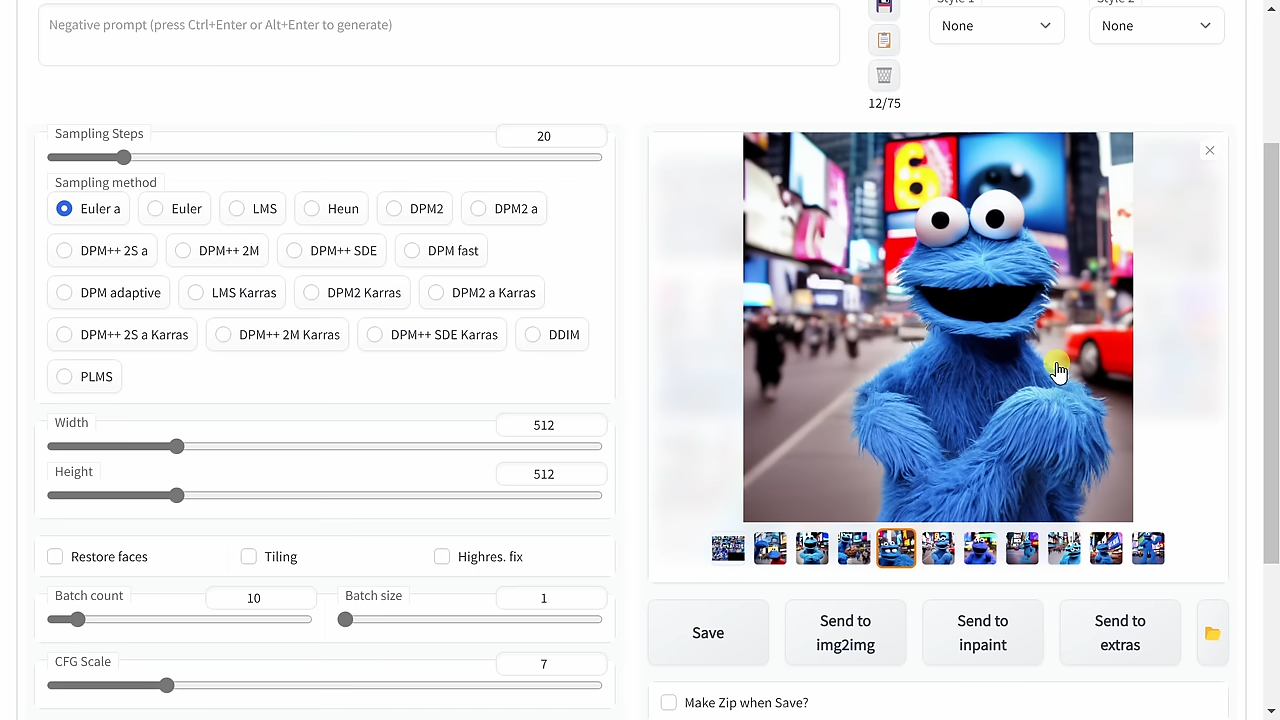 Negative prompt (press Ctrl+Enter or Alt+Enter to generate)
Style 1
Style 2
None
None
12/75
Sampling Steps
20
Sampling method
Euler a
Euler
LMS
Heun
DPM2
DPM2 a
DPM++ 2S a
DPM++ 2M
DPM++ SDE
DPM fast
DPM adaptive
LMS Karras
DPM2 Karras
DPM2 a Karras
DPM++ 2S a Karras
DPM++ 2M Karras
DPM++ SDE Karras
DDIM
PLMS
Width
512
Height
512
Restore faces
Tiling
Highres. fix
Batch count
10
Batch size
1
CFG Scale
7
Save
Send to
img2img
Send to
inpaint
Send to
extras
Make Zip when Save?